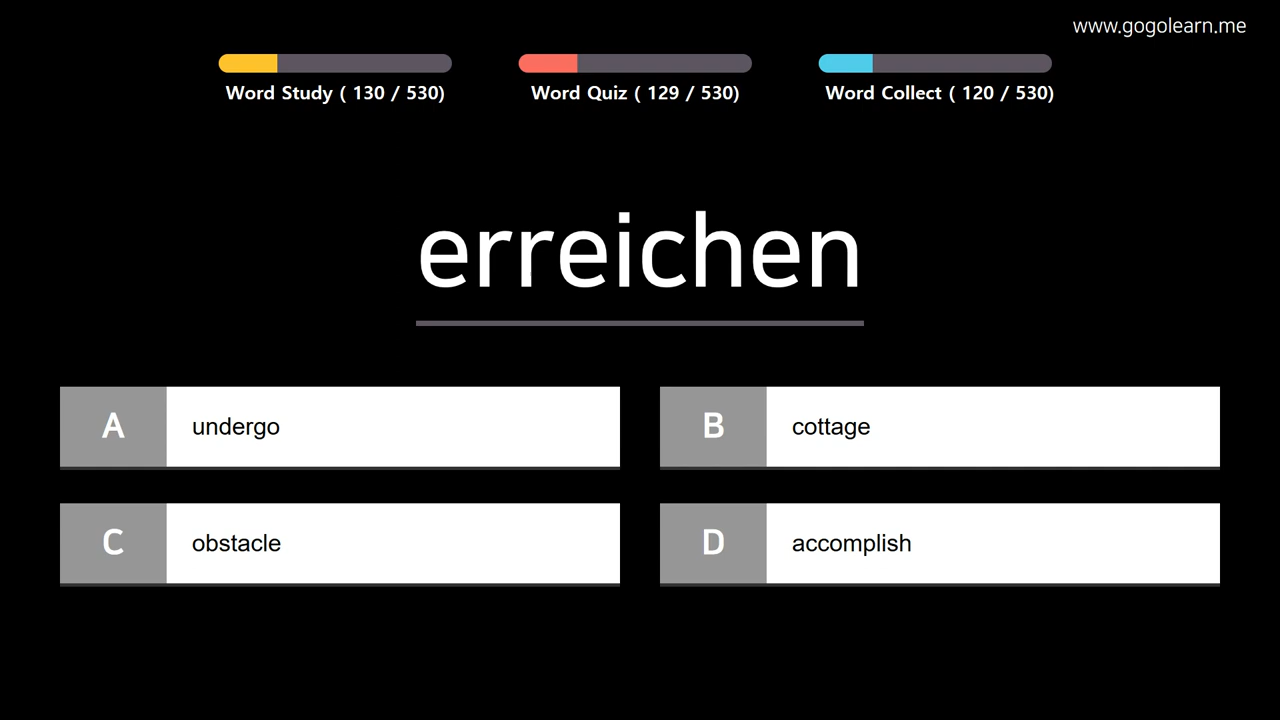 www.gogolearn.me
Word Study ( 130 / 530)
Word Quiz ( 129 / 530)
Word Collect ( 120 / 530)
erreichen
A undergo
B cottage
C obstacle
D accomplish